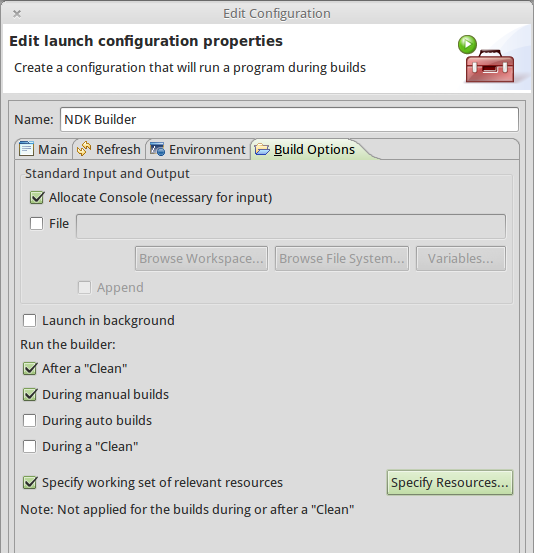 Edit Configuration
Edit launch configuration properties
Create a configuration that will run a program during builds
Name: NDK Builder
Main Refresh Environment Build Options
Standard Input and Output
Allocate Console (necessary for input)
File
Browse Workspace... Browse File System... Variables...
Append
Launch in background
Run the builder:
After a "Clean"
During manual builds
During auto builds
During a "Clean"
Specify working set of relevant resources Specify Resources...
Note: Not applied for the builds during or after a "Clean"